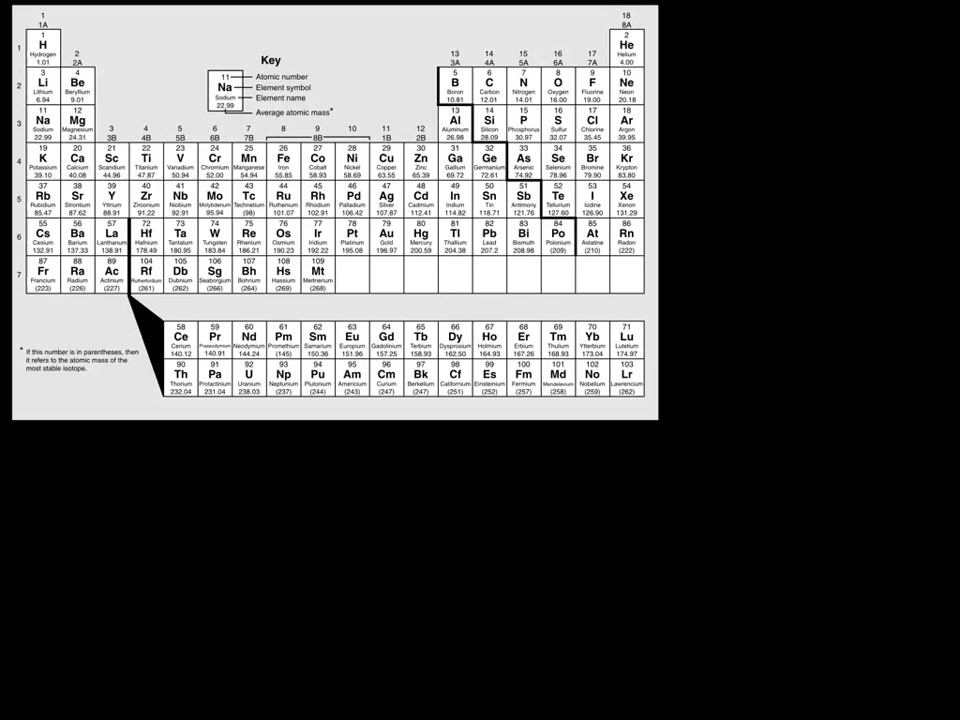 1 18
1A 8A
1 H Hydrogen 1.01 2 He Helium 4.00
2 13 14 15 16 17
2A 3A 4A 5A 6A 7A
Key
11 Na Sodium 22.99
Atomic number
Element symbol
Element name
Average atomic mass*
1
2
3
4
5
6
7
3 Li Lithium 6.94
4 Be Beryllium 9.01
5 B Boron 10.81
6 C Carbon 12.01
7 N Nitrogen 14.01
8 O Oxygen 16.00
9 F Fluorine 19.00
10 Ne Neon 20.18
11 Na Sodium 22.99
12 Mg Magnesium 24.31
3 4 5 6 7 8 9 10 11 12
3B 4B 5B 6B 7B 8B 1B 2B
13 Al Aluminum 26.98
14 Si Silicon 28.09
15 P Phosphorus 30.97
16 S Sulfur 32.07
17 Cl Chlorine 35.45
18 Ar Argon 39.95
19 K Potassium 39.10
20 Ca Calcium 40.08
21 Sc Scandium 44.96
22 Ti Titanium 47.87
23 V Vanadium 50.94
24 Cr Chromium 52.00
25 Mn Manganese 54.94
26 Fe Iron 55.85
27 Co Cobalt 58.93
28 Ni Nickel 58.69
29 Cu Copper 63.55
30 Zn Zinc 65.39
31 Ga Gallium 69.72
32 Ge Germanium 72.61
33 As Arsenic 74.92
34 Se Selenium 78.96
35 Br Bromine 79.90
36 Kr Krypton 83.80
37 Rb Rubidium 85.47
38 Sr Strontium 87.62
39 Y Yttrium 88.91
40 Zr Zirconium 91.22
41 Nb Niobium 92.91
42 Mo Molybdenum 95.94
43 Tc Technetium (98)
44 Ru Ruthenium 101.07
45 Rh Rhodium 102.91
46 Pd Palladium 106.42
47 Ag Silver 107.87
48 Cd Cadmium 112.41
49 In Indium 114.82
50 Sn Tin 118.71
51 Sb Antimony 121.76
52 Te Tellurium 127.60
53 I Iodine 126.90
54 Xe Xenon 131.29
55 Cs Cesium 132.91
56 Ba Barium 137.33
57 La Lanthanum 138.91
72 Hf Hafnium 178.49
73 Ta Tantalum 180.95
74 W Tungsten 183.84
75 Re Rhenium 186.21
76 Os Osmium 190.23
77 Ir Iridium 192.22
78 Pt Platinum 195.08
79 Au Gold 196.97
80 Hg Mercury 200.59
81 Tl Thallium 204.38
82 Pb Lead 207.2
83 Bi Bismuth 208.98
84 Po Polonium (209)
85 At Astatine (210)
86 Rn Radon (222)
87 Fr Francium (223)
88 Ra Radium (226)
89 Ac Actinium (227)
104 Rf Rutherfordium (261)
105 Db Dubnium (262)
106 Sg Seaborgium (266)
107 Bh Bohrium (264)
108 Hs Hassium (269)
109 Mt Meitnerium (268)
58 Ce Cerium 140.12
59 Pr Praseodymium 140.91
60 Nd Neodymium 144.24
61 Pm Promethium (145)
62 Sm Samarium 150.36
63 Eu Europium 151.96
64 Gd Gadolinium 157.25
65 Tb Terbium 158.93
66 Dy Dysprosium 162.50
67 Ho Holmium 164.93
68 Er Erbium 167.26
69 Tm Thulium 168.93
70 Yb Ytterbium 173.04
71 Lu Lutetium 174.97
90 Th Thorium 232.04
91 Pa Protactinium 231.04
92 U Uranium 238.03
93 Np Neptunium (237)
94 Pu Plutonium (244)
95 Am Americium (243)
96 Cm Curium (247)
97 Bk Berkelium (247)
98 Cf Californium (251)
99 Es Einsteinium (252)
100 Fm Fermium (257)
101 Md Mendelevium (258)
102 No Nobelium (259)
103 Lr Lawrencium (262)
* If this number is in parentheses, then
it refers to the atomic mass of the
most stable isotope.